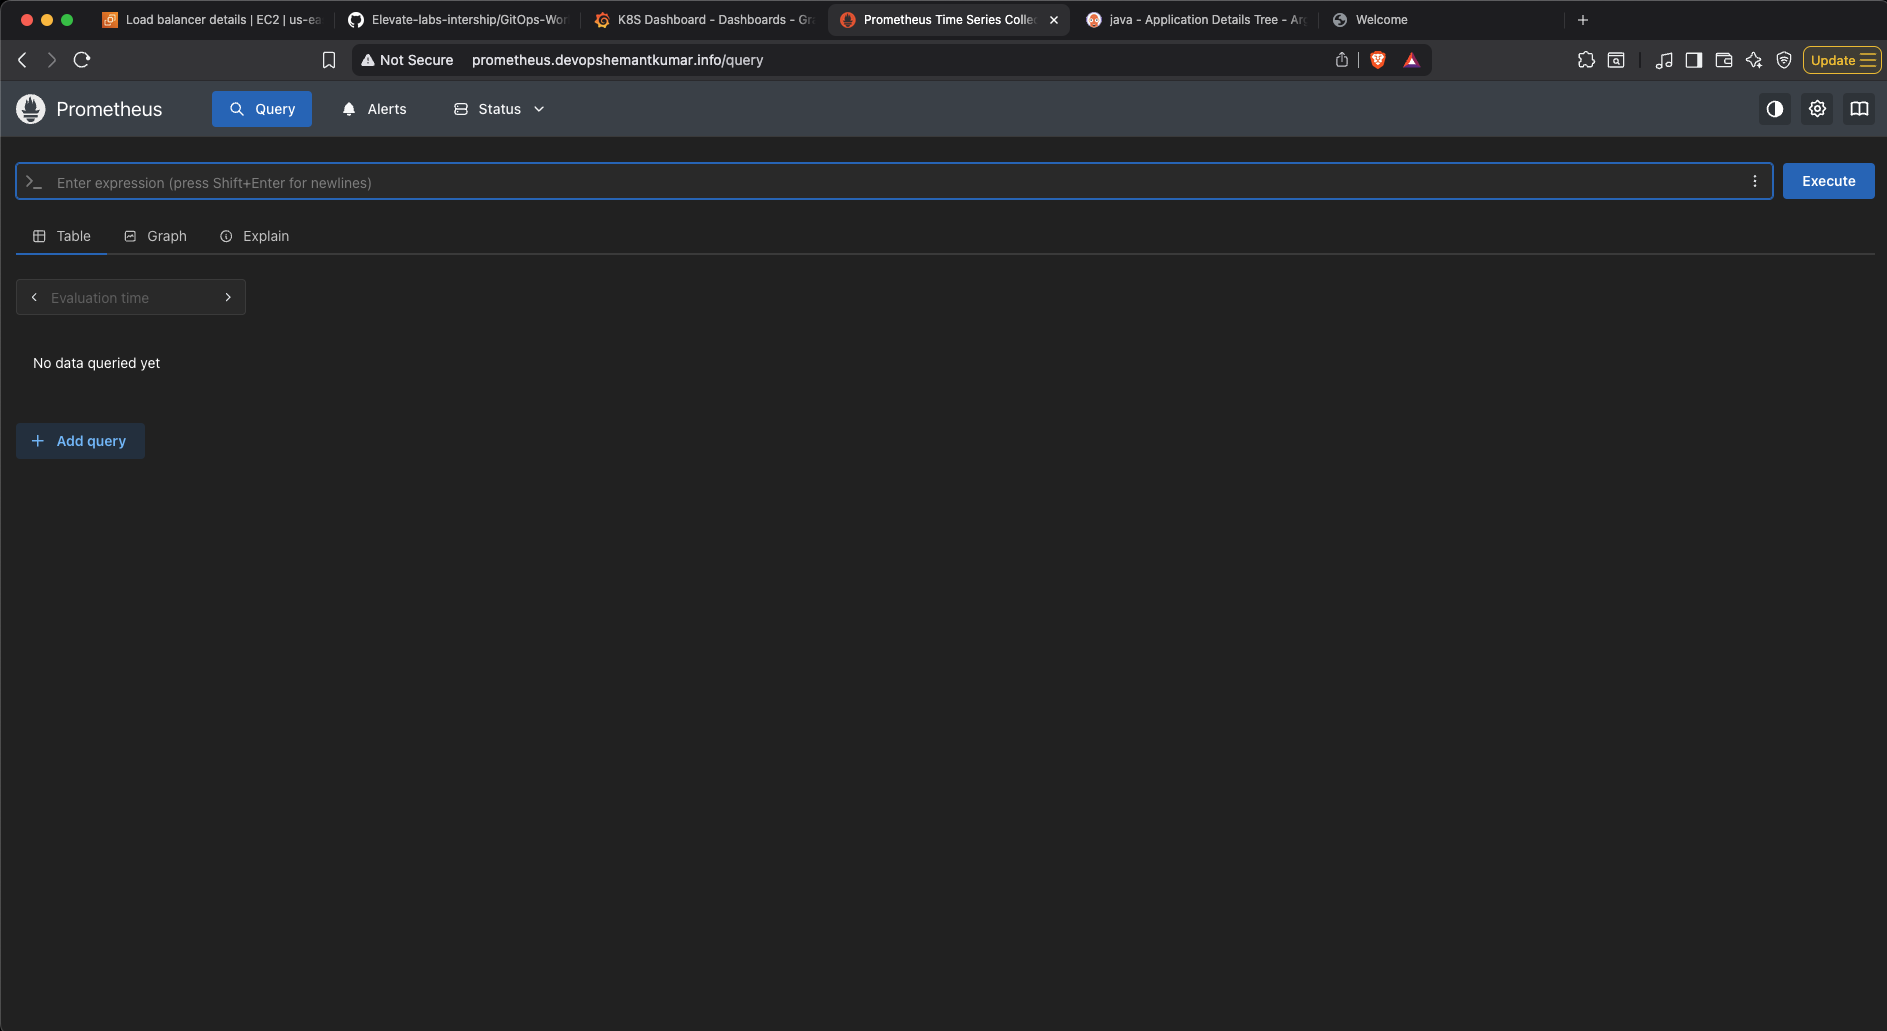 Load balancer details | EC2 | us-ea
Elevate-labs-intership/GitOps-Wor
K8S Dashboard - Dashboards - Gra
Prometheus Time Series Collec
java - Application Details Tree - Arg
Welcome
Not Secure
prometheus.devopshemantkumar.info/query
Update
Prometheus
Query
Alerts
Status
Enter expression (press Shift+Enter for newlines)
Execute
Table
Graph
Explain
Evaluation time
No data queried yet
Add query